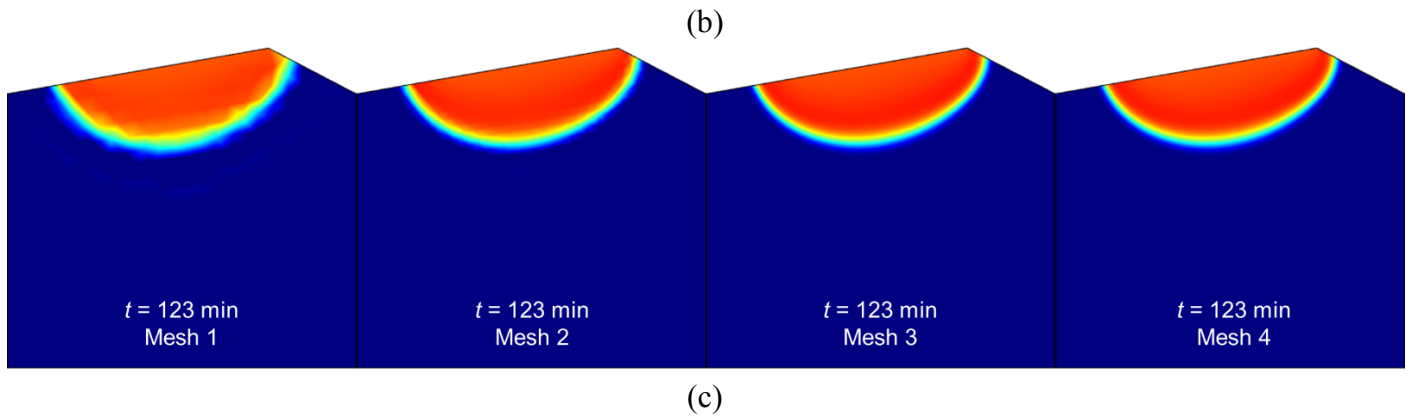 (b)
t = 123 min
Mesh 1
t = 123 min
Mesh 2
t = 123 min
Mesh 3
t = 123 min
Mesh 4
(c)